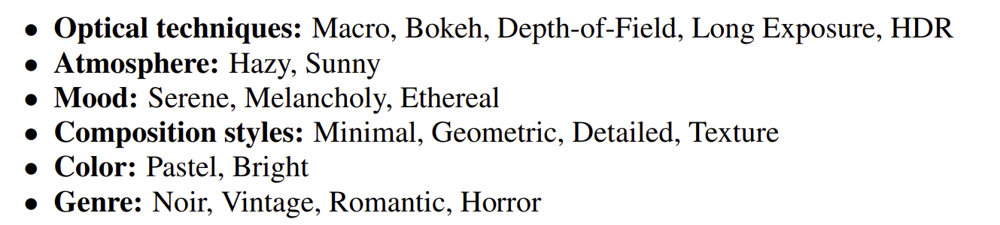 • Optical techniques: Macro, Bokeh, Depth-of-Field, Long Exposure, HDR
• Atmosphere: Hazy, Sunny
• Mood: Serene, Melancholy, Ethereal
• Composition styles: Minimal, Geometric, Detailed, Texture
• Color: Pastel, Bright
• Genre: Noir, Vintage, Romantic, Horror